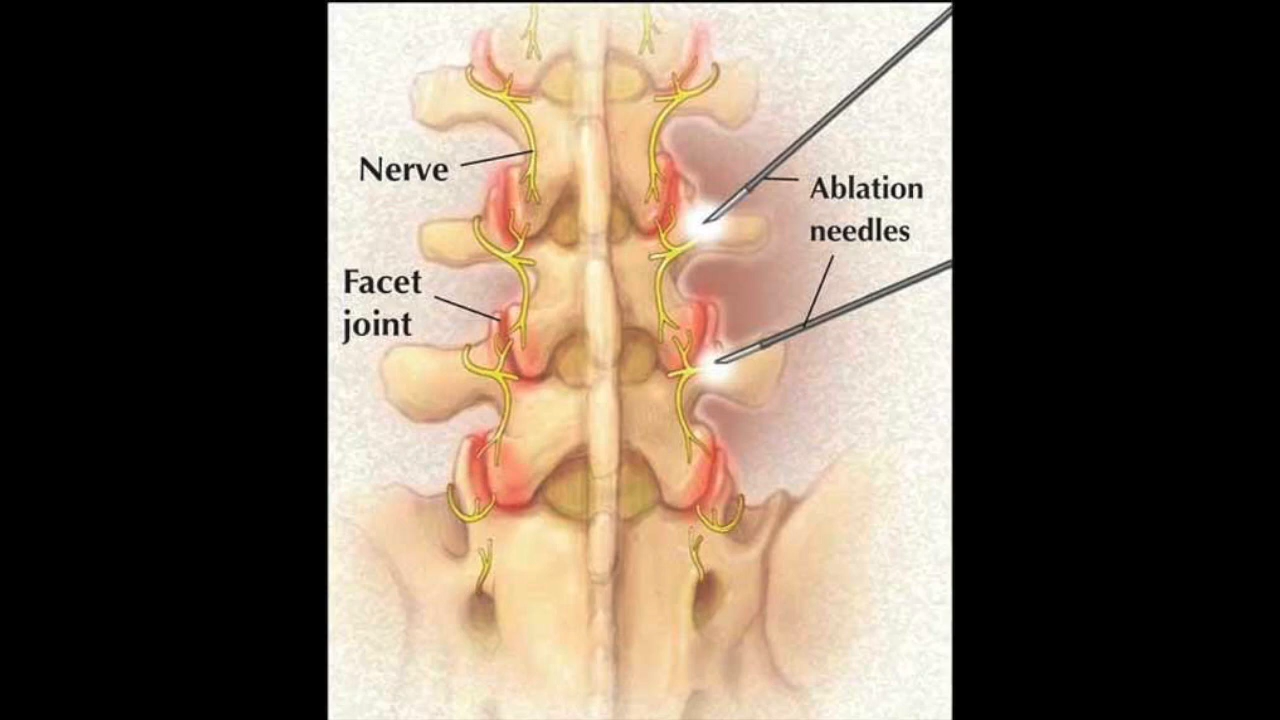 Nerve
Ablation
needles
Facet
joint